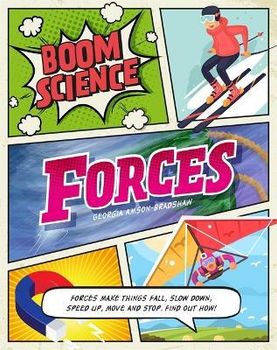 BOOM
SCIENCE
FORCES
GEORGIA AMSON-BRADSHAW
FORCES MAKE THINGS FALL, SLOW DOWN,
SPEED UP, MOVE AND STOP. FIND OUT HOW!